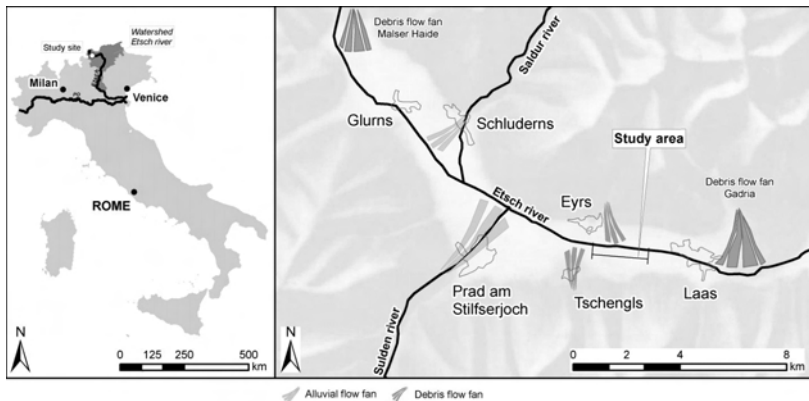 Watershed
Etsch river
Study site
Milan
Venice
Po
ROME
N
0 125 250 500
km
Debris flow fan
Malser Haide
Saldur river
Glurns
Schluderns
Study area
Etsch river
Eyrs
Debris flow fan
Gadria
Prad am
Stilfserjoch
Tschengls
Laas
Sulden river
N
0 2 4 8
km
Alluvial flow fan
Debris flow fan